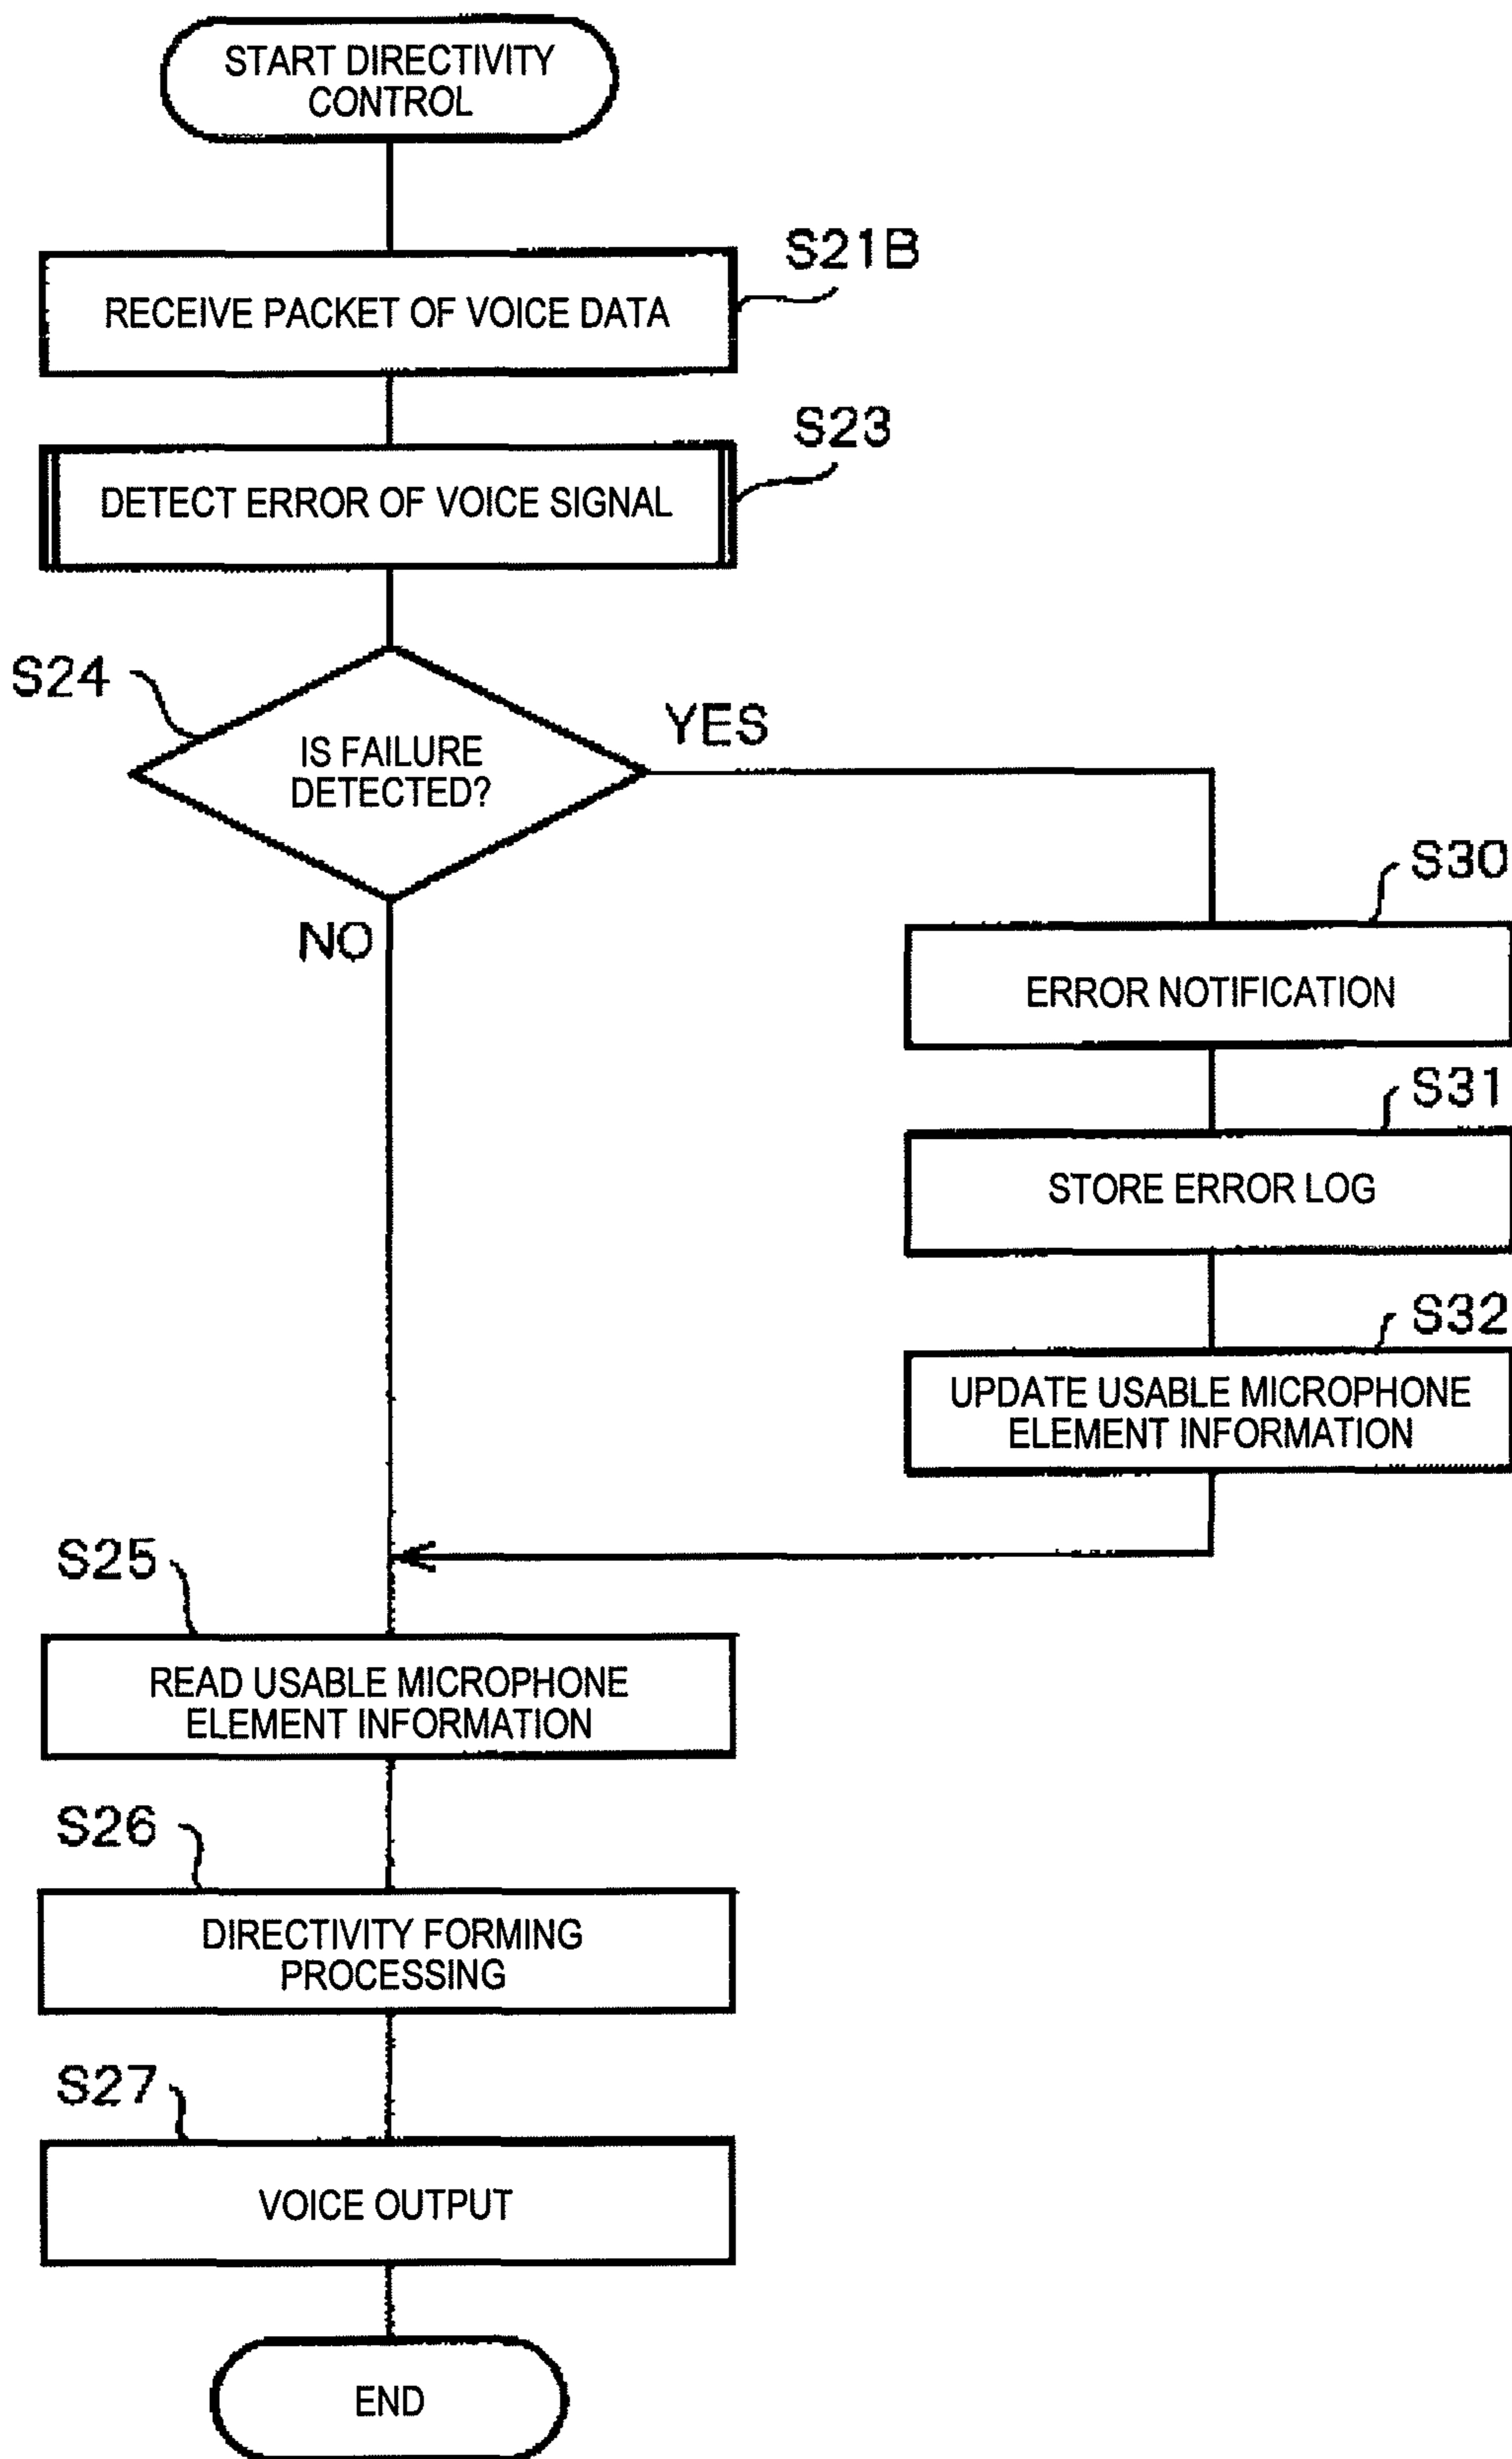 START DIRECTIVITY
CONTROL
S21B
RECEIVE PACKET OF VOICE DATA
S23
DETECT ERROR OF VOICE SIGNAL
S24
IS FAILURE
DETECTED?
YES
NO
S30
ERROR NOTIFICATION
S31
STORE ERROR LOG
S32
UPDATE USABLE MICROPHONE
ELEMENT INFORMATION
S25
READ USABLE MICROPHONE
ELEMENT INFORMATION
S26
DIRECTIVITY FORMING
PROCESSING
S27
VOICE OUTPUT
END